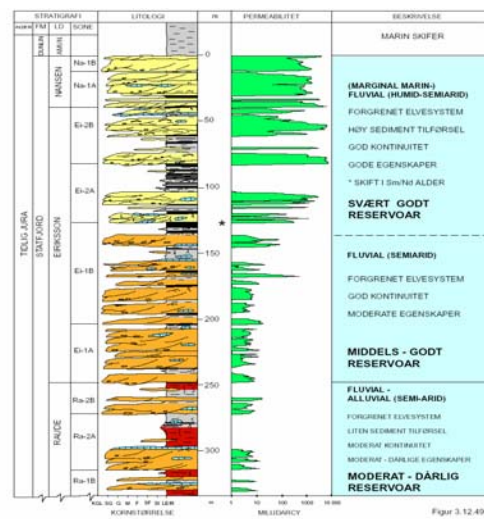 STRATIGRAFI
LITOLOGI
m
PERMEABILITET
BESKRIVELSE
FM
LD
SONE
DUNLIN
AMUN
MARIN SKIFER
TIDLIG JURA
STATFJORD
NANSEN
EIRIKSSON
RAUDE
Na-1B
Na-1A
Ei-2B
Ei-2A
Ei-1B
Ei-1A
Ra-2B
Ra-2A
Ra-1B
0
50
100
*
150
200
250
300
(MARGINAL MARIN-)
FLUVIAL (HUMID-SEMIARID)
FORGRENET ELVESYSTEM
HØY SEDIMENT TILFØRSEL
GOD KONTINUITET
GODE EGENSKAPER
* SKIFT I Sm/Nd ALDER
SVÆRT GODT
RESERVOAR
FLUVIAL (SEMIARID)
FORGRENET ELVESYSTEM
GOD KONTINUITET
MODERATE EGENSKAPER
MIDDELS - GODT
RESERVOAR
FLUVIAL -
ALLUVIAL (SEMI-ARID)
FORGRENET ELVESYSTEM
LITEN SEDIMENT TILFØRSEL
MODERAT KONTINUITET
MODERAT - DÅRLIG EGENSKAPER
MODERAT - DÅRLIG
RESERVOAR
KORNSTØRRELSE
m
1 10 100 1000 10 000
MILLIDARCY
Figur 3.12.49